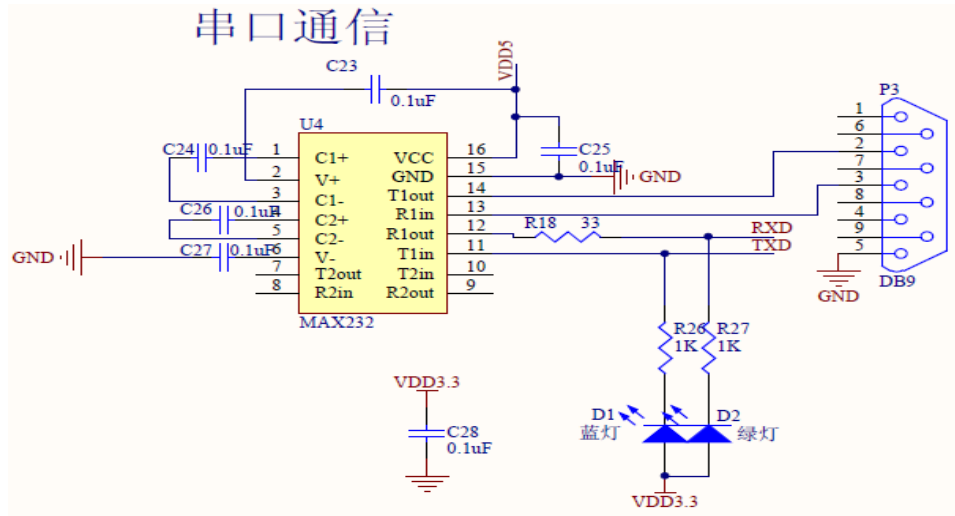 串口通信
C23
0.1uF
VDD5
P3
U4
C24
0.1uF
C25
0.1uF
GND
1
2
3
4
5
6
7
8
C1+
V+
C1-
C2+
C2-
V-
T2out
R2in
VCC
GND
T1out
R1in
R1out
T1in
T2in
R2out
16
15
14
13
12
11
10
9
C26
0.1uF
C27
0.1uF
GND
MAX232
R18
33
RXD
TXD
1
6
2
7
3
8
4
9
5
GND
DB9
R26
1K
R27
1K
D1
蓝灯
D2
绿灯
VDD3.3
VDD3.3
C28
0.1uF